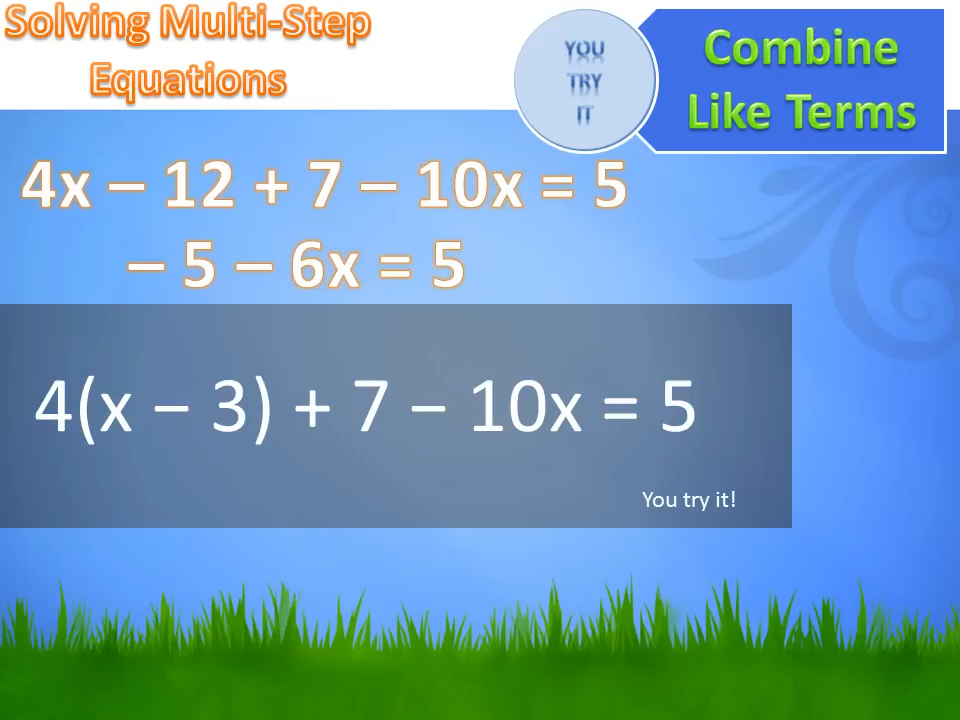 Solving Multi-Step
Equations
YOU
TRY
IT
Combine
Like Terms
4x – 12 + 7 – 10x = 5
– 5 – 6x = 5
4(x − 3) + 7 − 10x = 5
You try it!